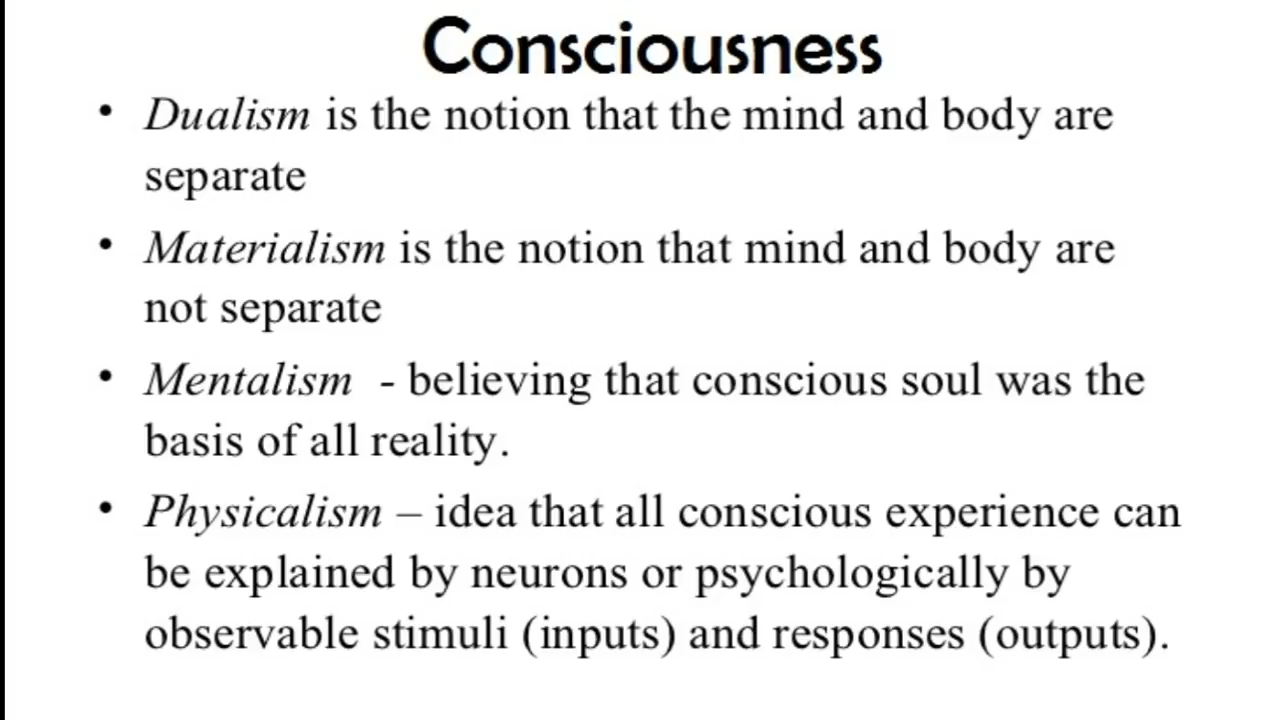 Consciousness
• Dualism is the notion that the mind and body are
separate
• Materialism is the notion that mind and body are
not separate
• Mentalism - believing that conscious soul was the
basis of all reality.
• Physicalism – idea that all conscious experience can
be explained by neurons or psychologically by
observable stimuli (inputs) and responses (outputs).